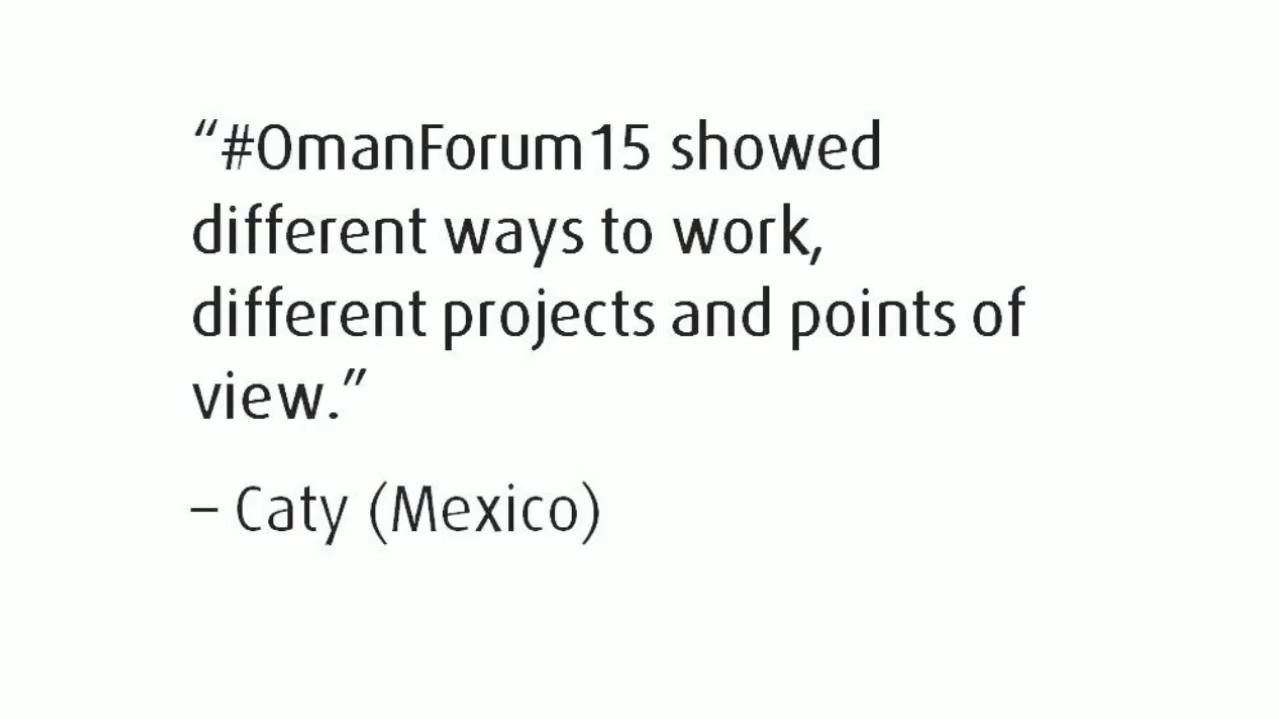 “#OmanForum15 showed
different ways to work,
different projects and points of
view.”
– Caty (Mexico)